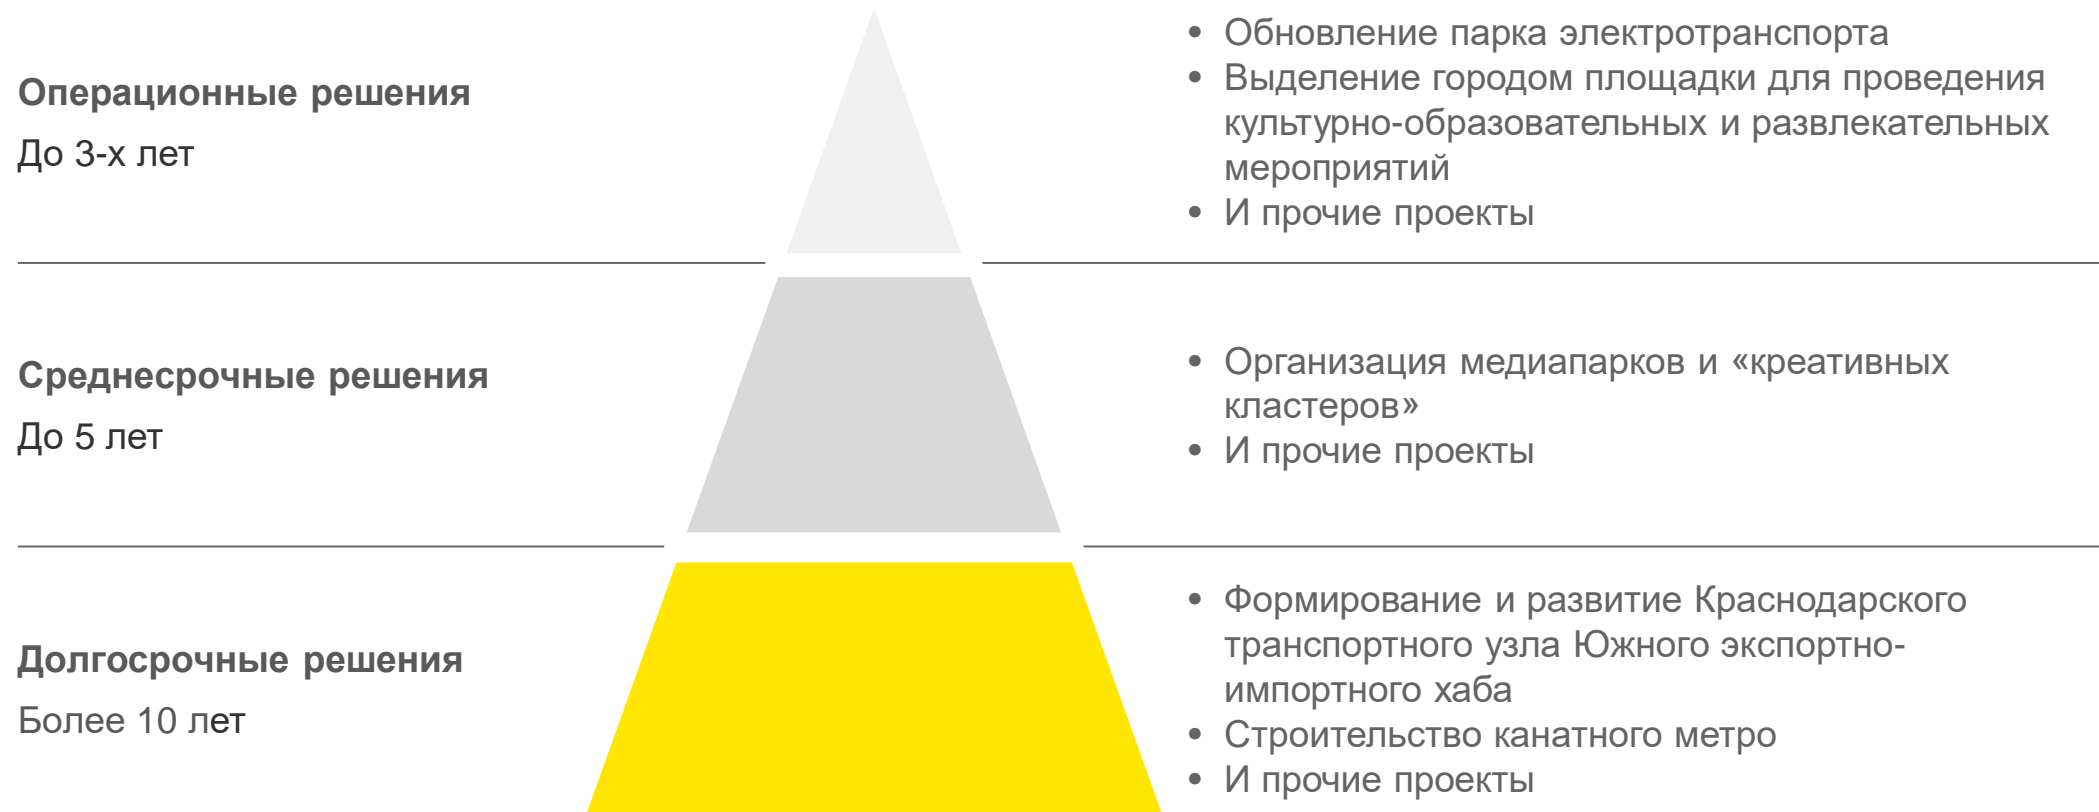 Операционные решения
До 3-х лет
• Обновление парка электротранспорта
• Выделение городом площадки для проведения
культурно-образовательных и развлекательных
мероприятий
• И прочие проекты
Среднесрочные решения
До 5 лет
• Организация медиапарков и «креативных
кластеров»
• И прочие проекты
Долгосрочные решения
Более 10 лет
• Формирование и развитие Краснодарского
транспортного узла Южного экспортно-
импортного хаба
• Строительство канатного метро
• И прочие проекты